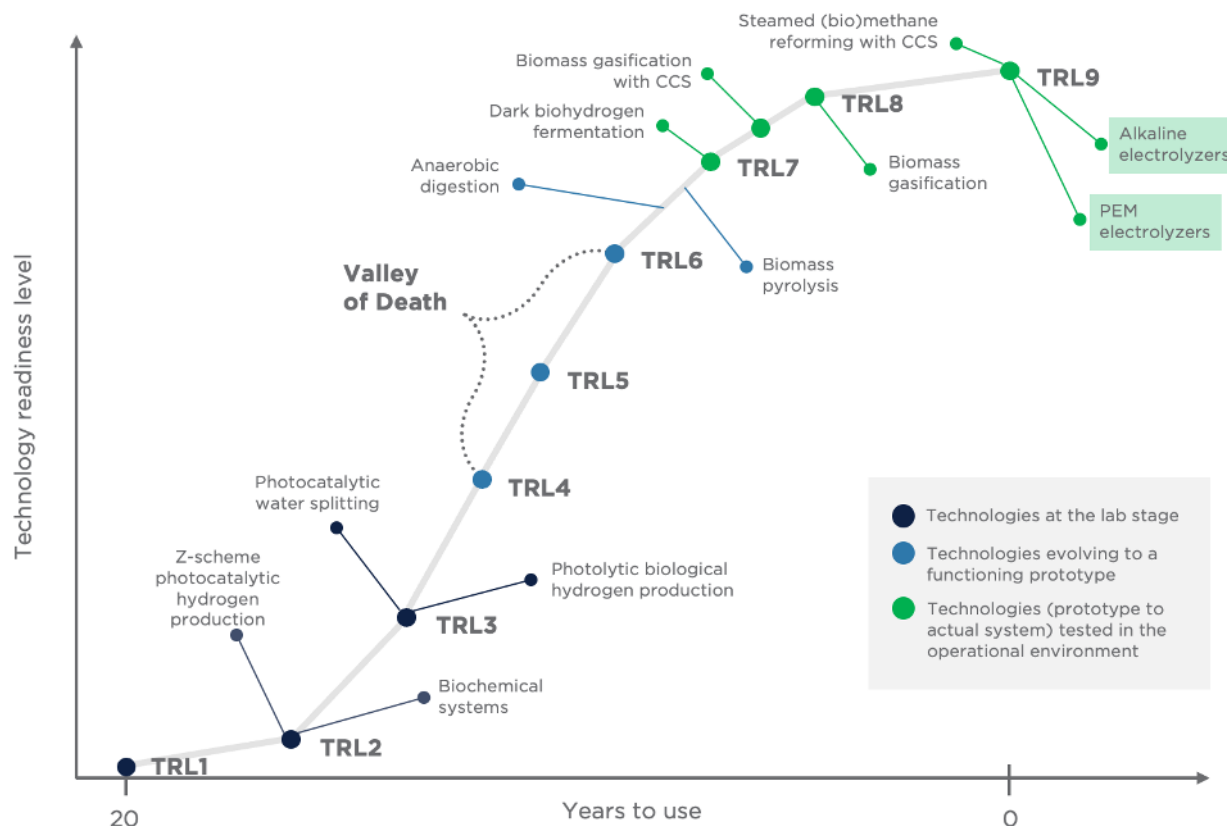 Steamed (bio)methane
reforming with CCS
TRL9
Biomass gasification
with CCS
TRL8
Dark biohydrogen
fermentation
Alkaline
electrolyzers
TRL7
Biomass
gasification
Anaerobic
digestion
PEM
electrolyzers
TRL6
Biomass
pyrolysis
Valley
of Death
TRL5
TRL4
Photocatalytic
water splitting
Z-scheme
photocatalytic
hydrogen
production
Photolytic biological
hydrogen production
TRL3
Biochemical
systems
TRL2
TRL1
Technology readiness level
Technologies at the lab stage
Technologies evolving to a
functioning prototype
Technologies (prototype to
actual system) tested in the
operational environment
20
Years to use
0